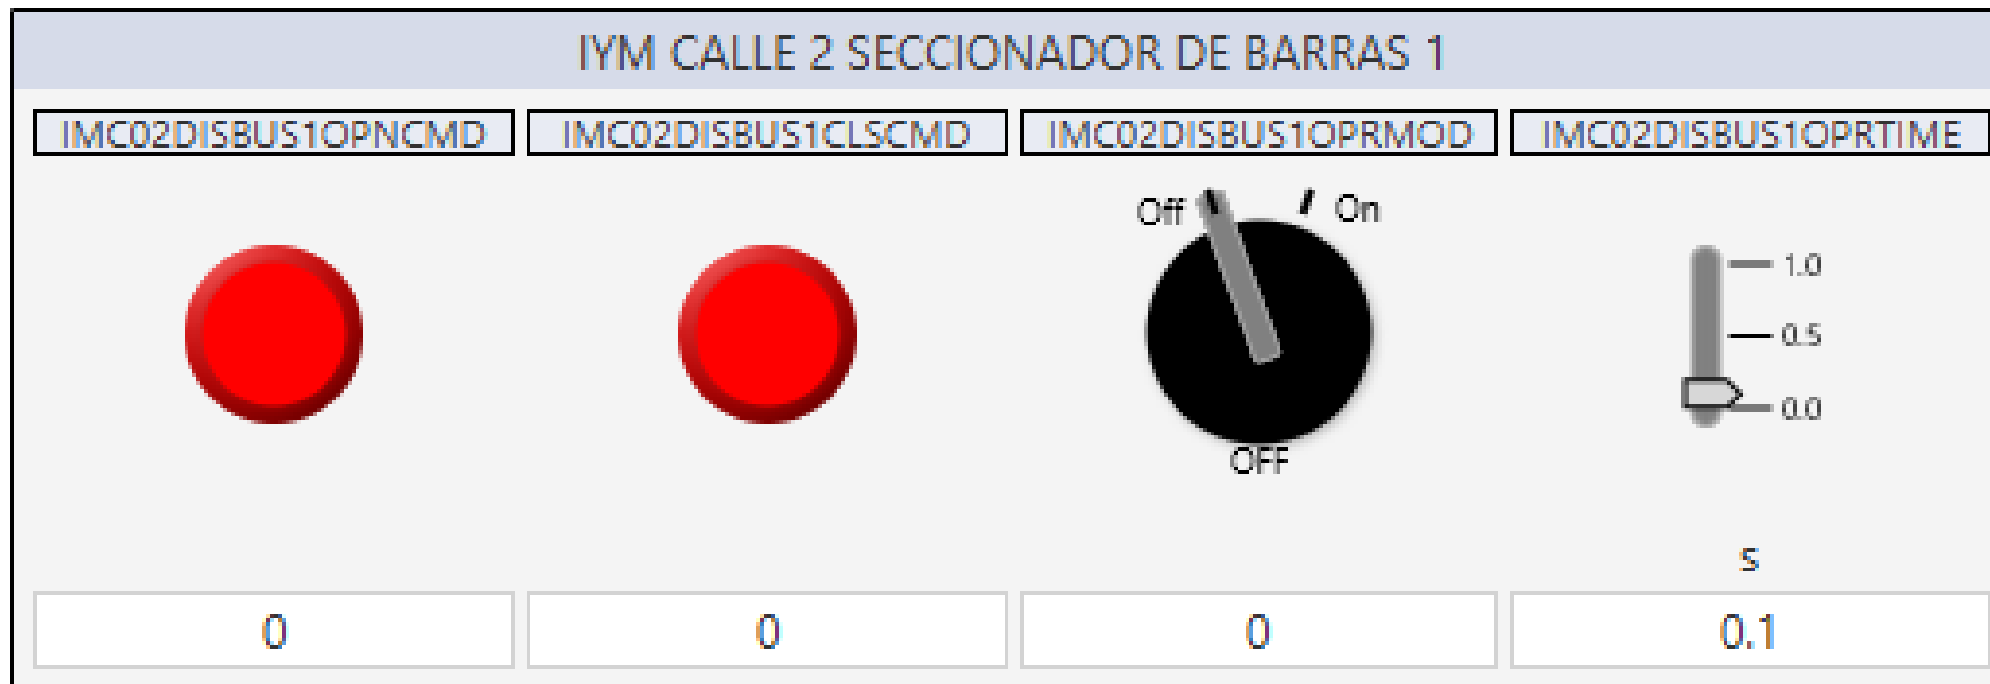 IYM CALLE 2 SECCIONADOR DE BARRAS 1
IMC02DISBUS1OPNCMD IMC02DISBUS1CLSCMD IMC02DISBUS1OPRMOD IMC02DISBUS1OPRTIME
Off On
1.0
0.5
0.0
OFF
s
0 0 0 0.1